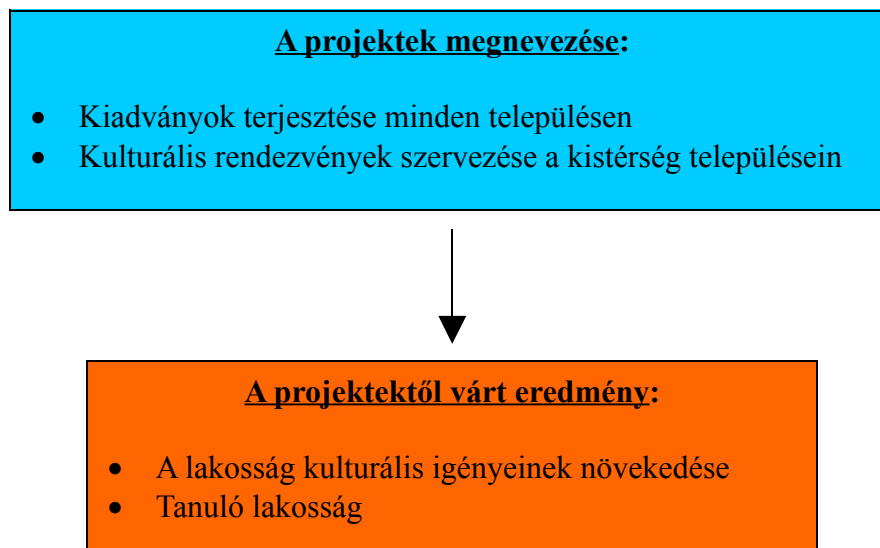 A projektek megnevezése:
• Kiadványok terjesztése minden településen
• Kulturális rendezvények szervezése a kistérség településein
A projektektől várt eredmény:
• A lakosság kulturális igényeinek növekedése
• Tanuló lakosság